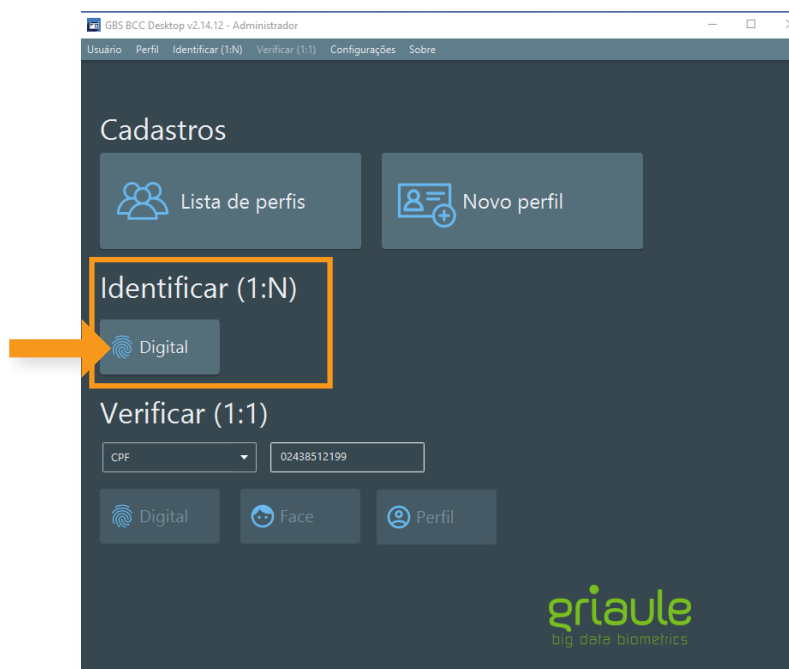 GBS BCC Desktop v2.14.12 - Administrador
Usuário Perfil Identificar (1:N) Verificar (1:1) Configurações Sobre
Cadastros
Lista de perfis Novo perfil
Identificar (1:N)
Digital
Verificar (1:1)
CPF 02438512199
Digital Face Perfil
griaule
big data biometrics